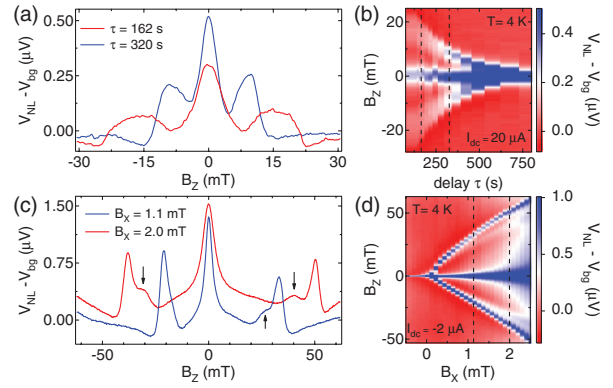 (a)
τ = 162 s
τ = 320 s
V_NL - V_bg (μV)
0.50
0.25
0.00
-30 -15 0 15 30
B_Z (mT)
(b)
T= 4 K
I_dc = 20 μA
B_Z (mT)
20
0
-20
250 500 750
delay τ (s)
0.4
0.2
0.0
V_NL - V_bg (μV)
(c)
B_X = 1.1 mT
B_X = 2.0 mT
V_NL - V_bg (μV)
1.50
0.75
0.00
-50 0 50
B_Z (mT)
(d)
T= 4 K
I_dc = -2 μA
B_Z (mT)
50
0
-50
0 1 2
B_X (mT)
1.0
0.5
0.0
V_NL - V_bg (μV)